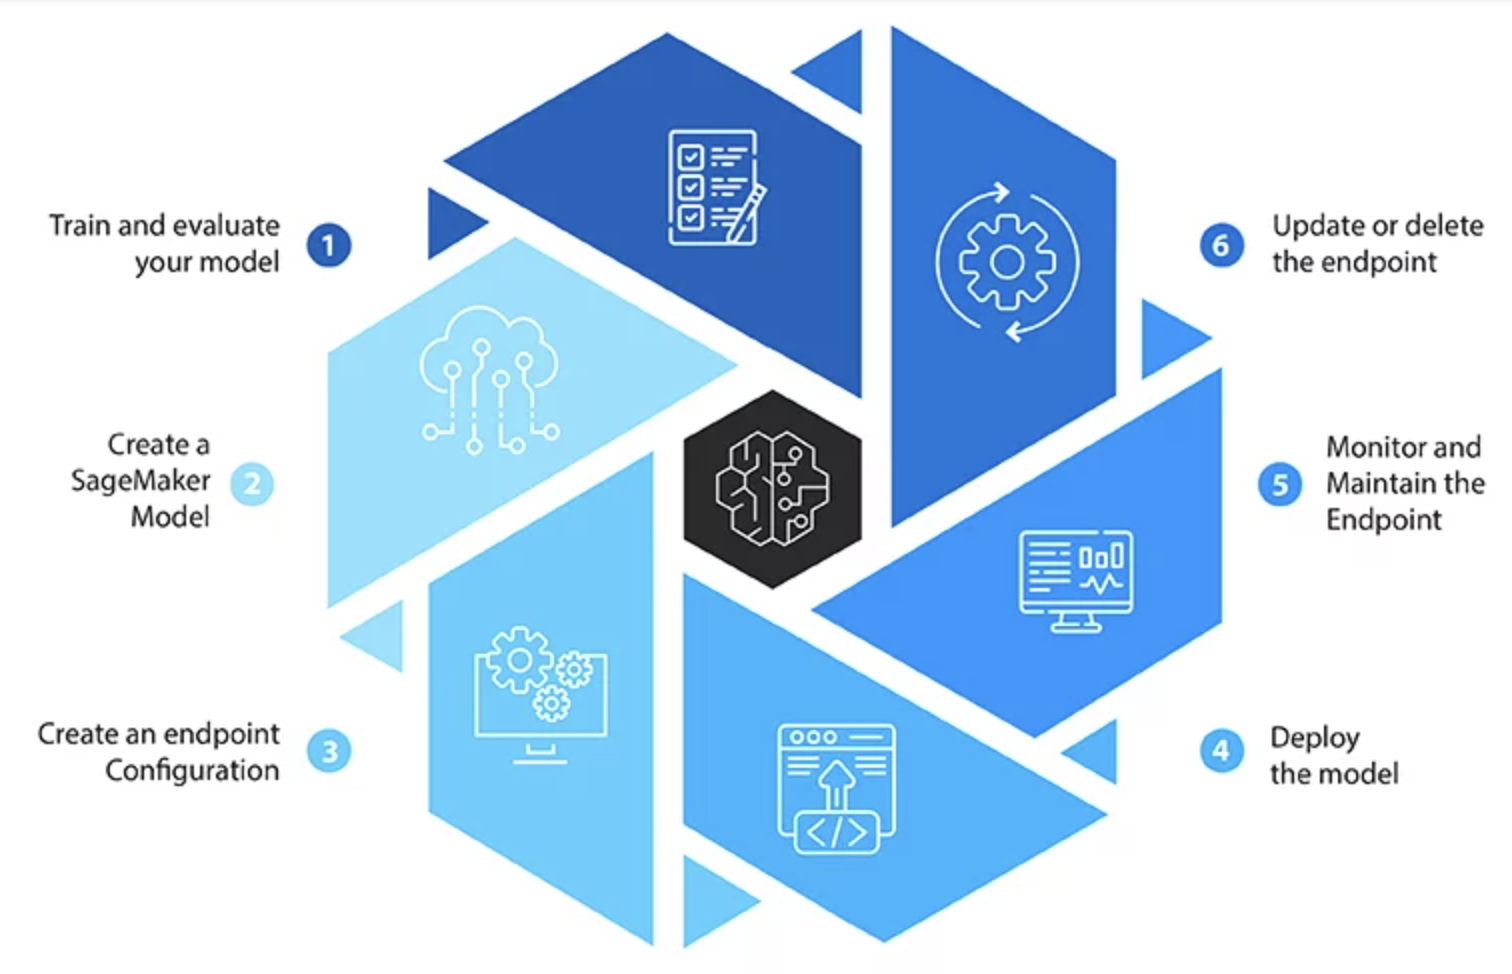 Train and evaluate
your model
1
Create a
SageMaker
Model
2
Create an endpoint
Configuration
3
4
Deploy
the model
5
Monitor and
Maintain the
Endpoint
6
Update or delete
the endpoint
</>